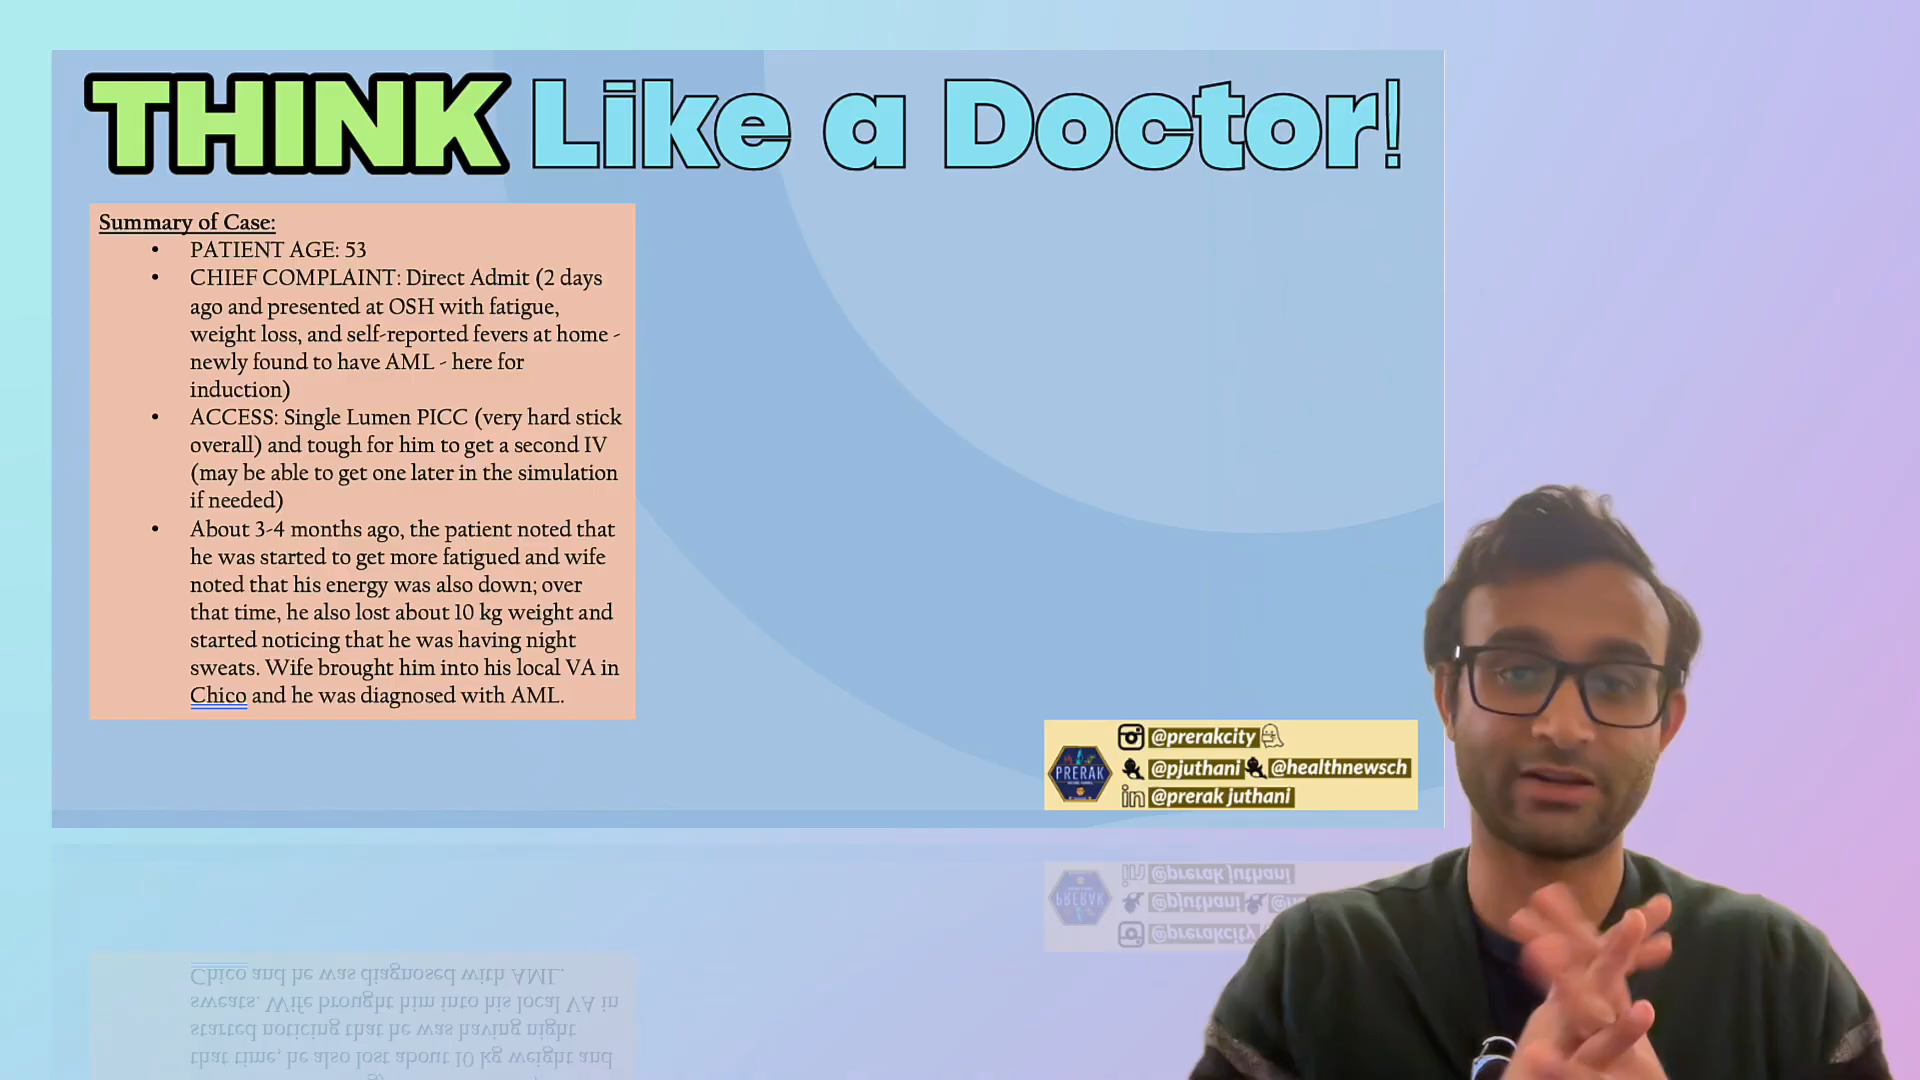 THINK Like a Doctor!
Summary of Case:
• PATIENT AGE: 53
• CHIEF COMPLAINT: Direct Admit (2 days
ago and presented at OSH with fatigue,
weight loss, and self-reported fevers at home -
newly found to have AML - here for
induction)
• ACCESS: Single Lumen PICC (very hard stick
overall) and tough for him to get a second IV
(may be able to get one later in the simulation
if needed)
• About 3-4 months ago, the patient noted that
he was started to get more fatigued and wife
noted that his energy was also down; over
that time, he also lost about 10 kg weight and
started noticing that he was having night
sweats. Wife brought him into his local VA in
Chico and he was diagnosed with AML.
@prerakcity
PRERAK
@pjuthani @healthnewsch
in @prerak juthani